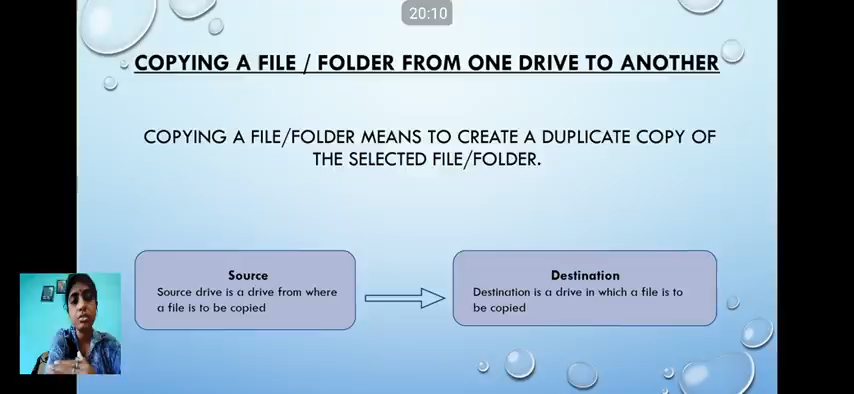 20:10
COPYING A FILE / FOLDER FROM ONE DRIVE TO ANOTHER
COPYING A FILE/FOLDER MEANS TO CREATE A DUPLICATE COPY OF
THE SELECTED FILE/FOLDER.
Source
Source drive is a drive from where
a file is to be copied
Destination
Destination is a drive in which a file is to
be copied